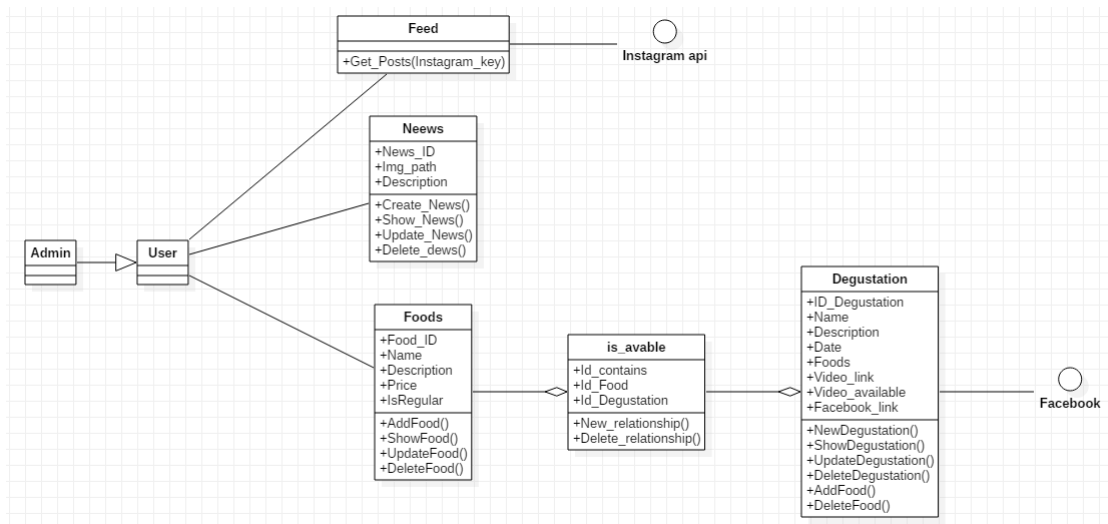 Feed
+Get_Posts(Instagram_key)
Instagram api
Neews
+News_ID
+Img_path
+Description
+Create_News()
+Show_News()
+Update_News()
+Delete_dews()
Admin
User
Foods
+Food_ID
+Name
+Description
+Price
+IsRegular
+AddFood()
+ShowFood()
+UpdateFood()
+DeleteFood()
is_avable
+Id_contains
+Id_Food
+Id_Degustation
+New_relationship()
+Delete_relationship()
Degustation
+ID_Degustation
+Name
+Description
+Date
+Foods
+Video_link
+Video_available
+Facebook_link
+NewDegustation()
+ShowDegustation()
+UpdateDegustation()
+DeleteDegustation()
+AddFood()
+DeleteFood()
Facebook